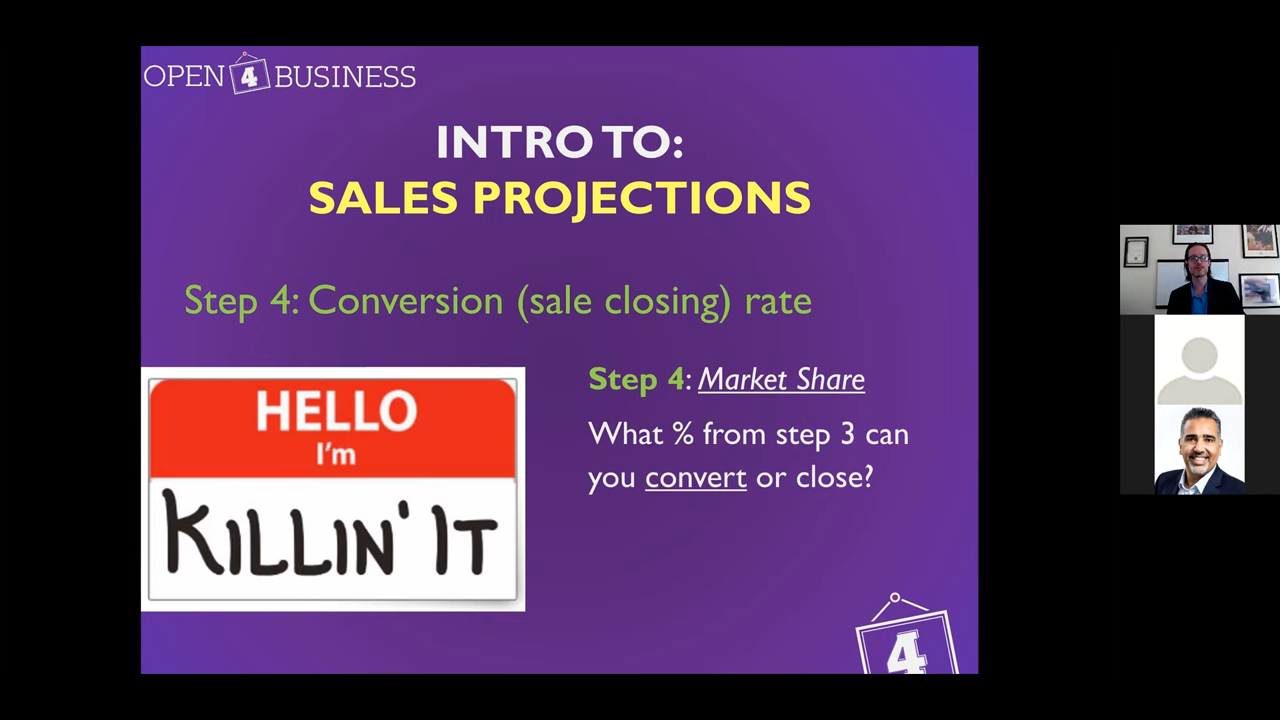 OPEN 4 BUSINESS
INTRO TO:
SALES PROJECTIONS
Step 4: Conversion (sale closing) rate
HELLO
I'm
KILLIN' IT
Step 4: Market Share
What % from step 3 can
you convert or close?
4